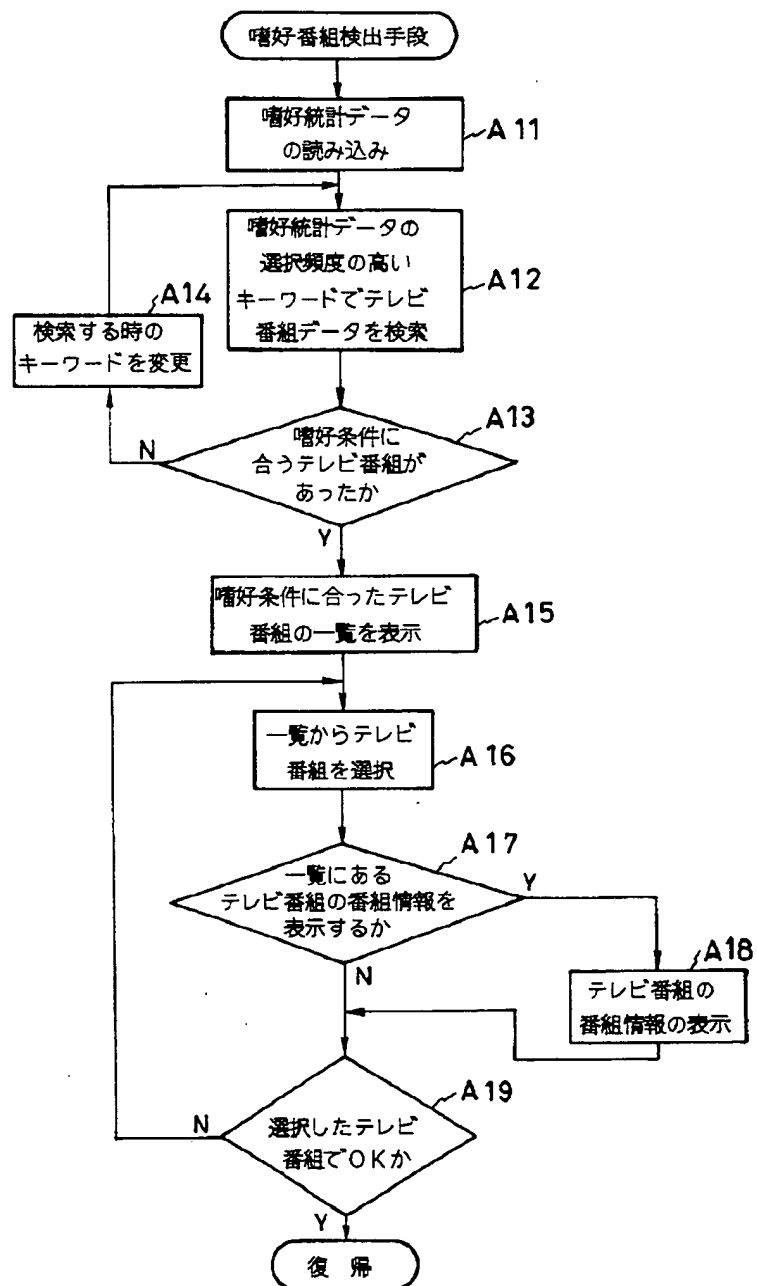 嗜好番組検出手段
嗜好統計データ
の読み込み
A11
嗜好統計データの
選択頻度の高い
キーワードでテレビ
番組データを検索
A12
A14
検索する時の
キーワードを変更
A13
嗜好条件に
合うテレビ番組が
あったか
N
Y
嗜好条件に合ったテレビ
番組の一覧を表示
A15
一覧からテレビ
番組を選択
A16
A17
一覧にある
テレビ番組の番組情報を
表示するか
Y
N
A18
テレビ番組の
番組情報の表示
A19
選択したテレビ
番組でOKか
N
Y
復 帰